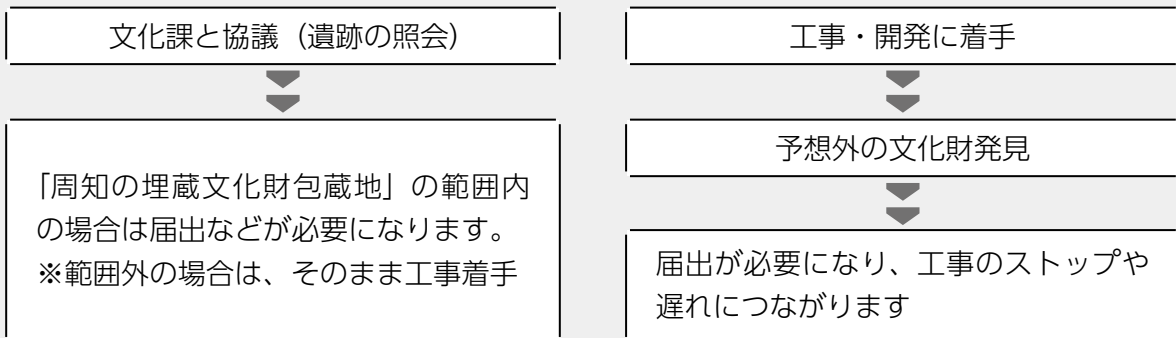 文化課と協議（遺跡の照会）
「周知の埋蔵文化財包蔵地」の範囲内
の場合は届出などが必要になります。
※範囲外の場合は、そのまま工事着手
工事・開発に着手
予想外の文化財発見
届出が必要になり、工事のストップや
遅れにつながります